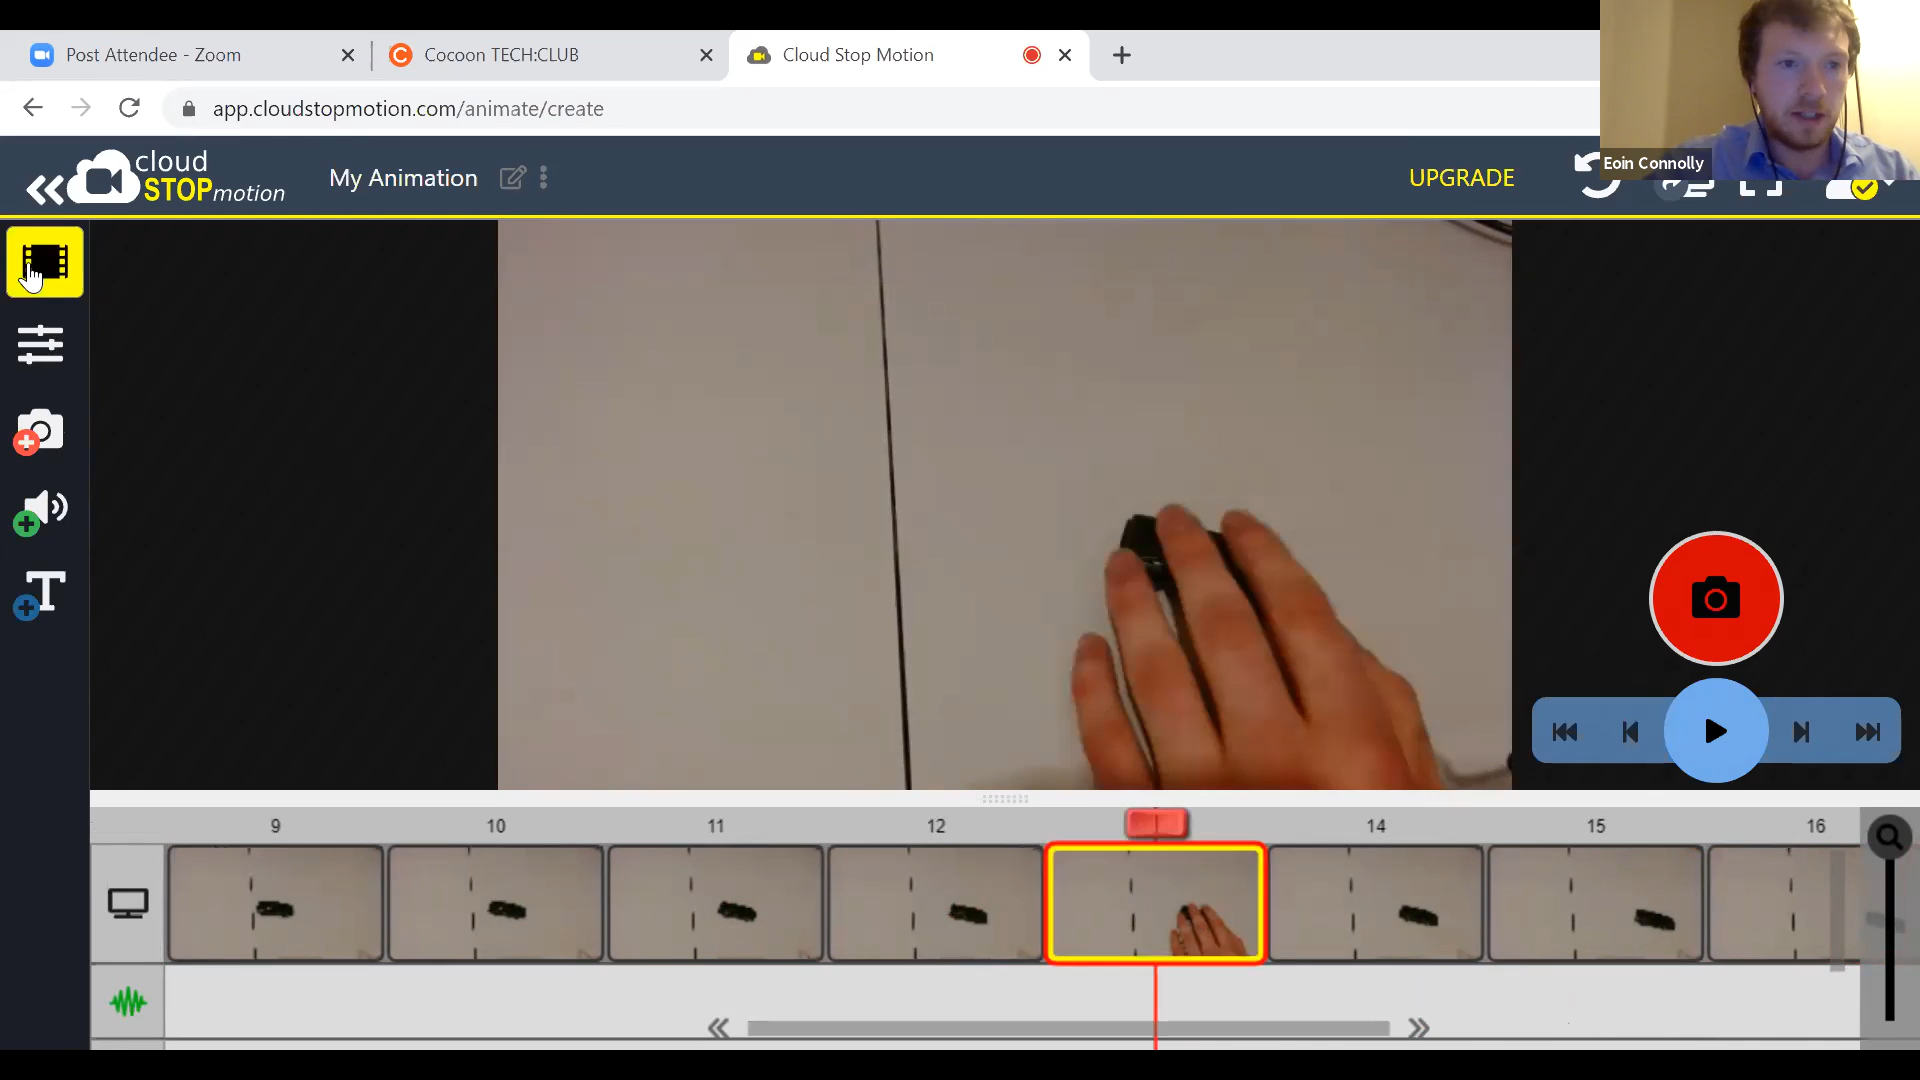 Post Attendee - Zoom
Cocoon TECH:CLUB
Cloud Stop Motion
app.cloudstopmotion.com/animate/create
Eoin Connolly
cloud
STOPmotion
My Animation
UPGRADE
T
9 10 11 12 14 15 16